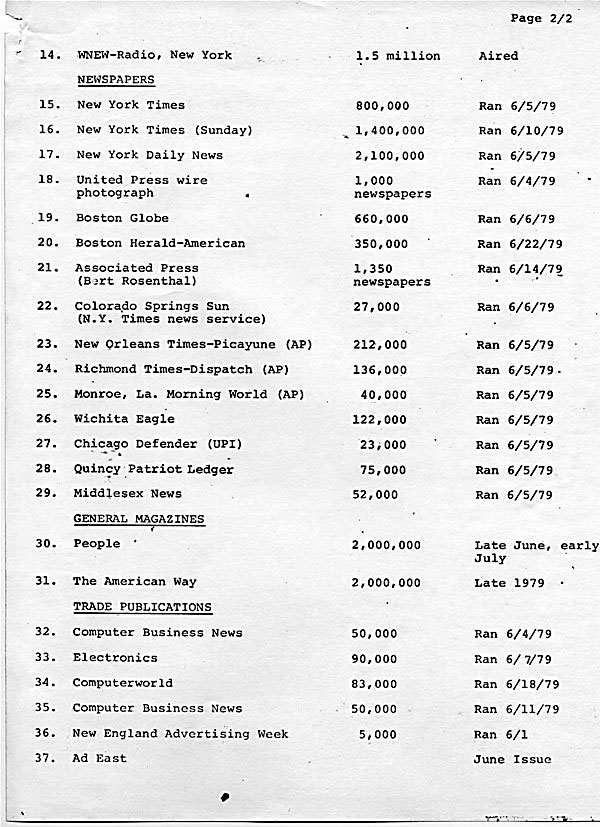 Page 2/2
14. WNEW-Radio, New York 1.5 million Aired
NEWSPAPERS
15. New York Times 800,000 Ran 6/5/79
16. New York Times (Sunday) 1,400,000 Ran 6/10/79
17. New York Daily News 2,100,000 Ran 6/5/79
18. United Press wire 1,000 Ran 6/4/79
photograph newspapers
19. Boston Globe 660,000 Ran 6/6/79
20. Boston Herald-American 350,000 Ran 6/22/79
21. Associated Press 1,350 Ran 6/14/79
(Bert Rosenthal) newspapers
22. Colorado Springs Sun 27,000 Ran 6/6/79
(N.Y. Times news service)
23. New Orleans Times-Picayune (AP) 212,000 Ran 6/5/79
24. Richmond Times-Dispatch (AP) 136,000 Ran 6/5/79
25. Monroe, La. Morning World (AP) 40,000 Ran 6/5/79
26. Wichita Eagle 122,000 Ran 6/5/79
27. Chicago Defender (UPI) 23,000 Ran 6/5/79
28. Quincy Patriot Ledger 75,000 Ran 6/5/79
29. Middlesex News 52,000 Ran 6/5/79
GENERAL MAGAZINES
30. People 2,000,000 Late June, early
July
31. The American Way 2,000,000 Late 1979
TRADE PUBLICATIONS
32. Computer Business News 50,000 Ran 6/4/79
33. Electronics 90,000 Ran 6/7/79
34. Computerworld 83,000 Ran 6/18/79
35. Computer Business News 50,000 Ran 6/11/79
36. New England Advertising Week 5,000 Ran 6/1
37. Ad East June Issue